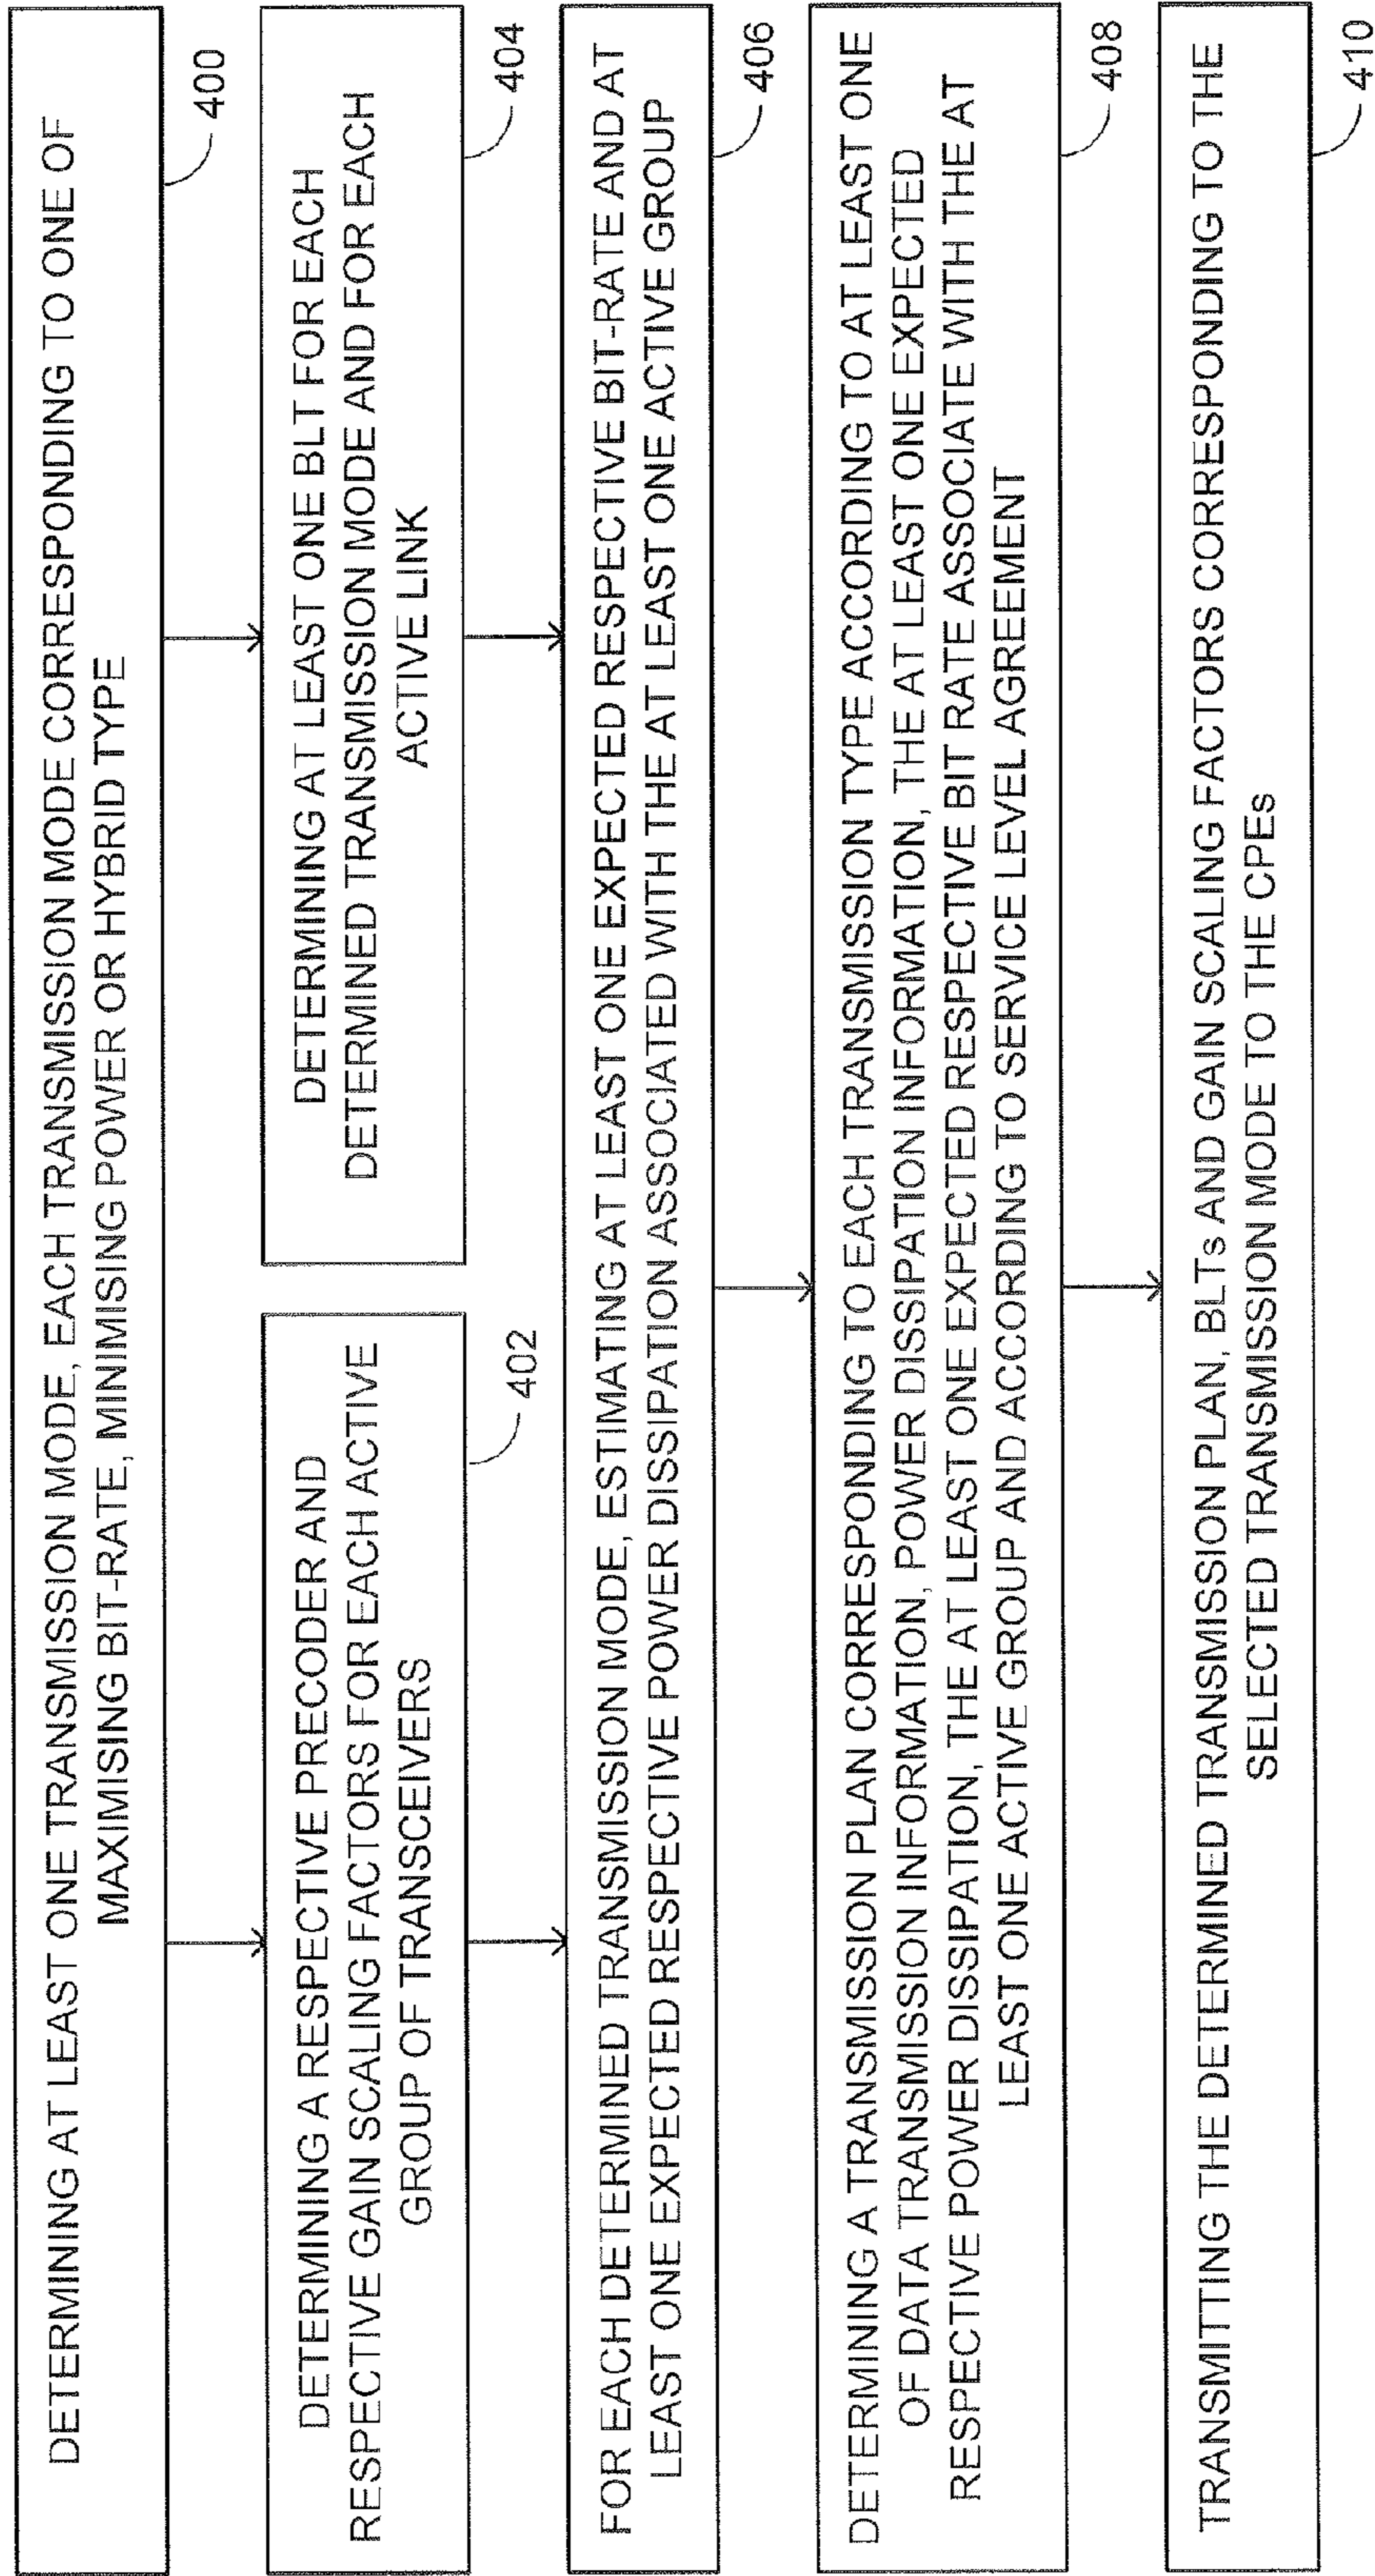 DETERMINING AT LEAST ONE TRANSMISSION MODE, EACH TRANSMISSION MODE CORRESPONDING TO ONE OF
MAXIMISING BIT-RATE, MINIMISING POWER OR HYBRID TYPE
400
DETERMINING A RESPECTIVE PRECODER AND
RESPECTIVE GAIN SCALING FACTORS FOR EACH ACTIVE
GROUP OF TRANSCEIVERS
402
DETERMINING AT LEAST ONE BLT FOR EACH
DETERMINED TRANSMISSION MODE AND FOR EACH
ACTIVE LINK
404
FOR EACH DETERMINED TRANSMISSION MODE, ESTIMATING AT LEAST ONE EXPECTED RESPECTIVE BIT-RATE AND AT
LEAST ONE EXPECTED RESPECTIVE POWER DISSIPATION ASSOCIATED WITH THE AT LEAST ONE ACTIVE GROUP
406
DETERMINING A TRANSMISSION PLAN CORRESPONDING TO EACH TRANSMISSION TYPE ACCORDING TO AT LEAST ONE
OF DATA TRANSMISSION INFORMATION, POWER DISSIPATION INFORMATION, THE AT LEAST ONE EXPECTED
RESPECTIVE POWER DISSIPATION, THE AT LEAST ONE EXPECTED RESPECTIVE BIT RATE ASSOCIATE WITH THE AT
LEAST ONE ACTIVE GROUP AND ACCORDING TO SERVICE LEVEL AGREEMENT
408
TRANSMITTING THE DETERMINED TRANSMISSION PLAN, BLTs AND GAIN SCALING FACTORS CORRESPONDING TO THE
SELECTED TRANSMISSION MODE TO THE CPEs
410